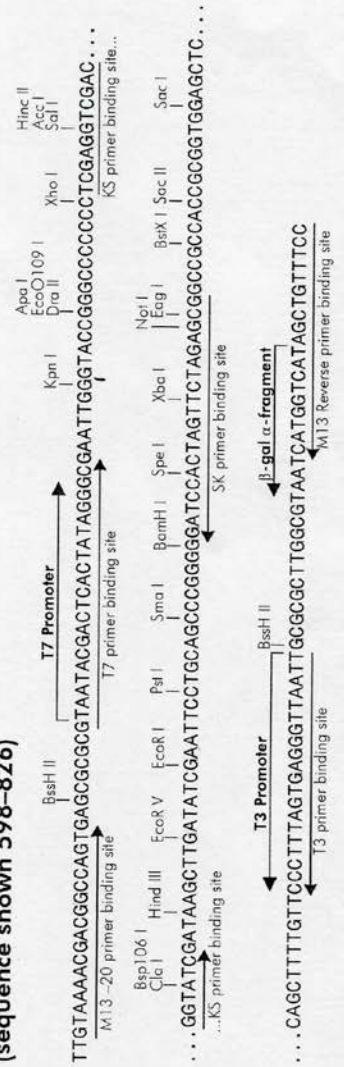 (sequence shown 598–826)
Apa I Hinc II
EcoO109 I Acc I
BssH II T7 Promoter Kpn I Dra II Xho I Sal I
TTGTAAAACGACGGCCAGTGAGCGCGCGTAATACGACTCACTATAGGGCGAATTGGGTACCGGGCCCCCCCTCGAGGTCGAC...
M13 –20 primer binding site T7 primer binding site KS primer binding site...
Bsp106 I Not I
Cla I Hind III EcoR V EcoR I Pst I Sma I BamH I Spe I Xba I Eag I BstX I Sac II Sac I
...GGTATCGATAAGCTTGATATCGAATTCCTGCAGCCCGGGGGATCCACTAGTTCTAGAGCGGCCGCCACCGCGGTGGAGCTC...
...KS primer binding site SK primer binding site
T3 Promoter BssH II β-gal α-fragment
...CAGCTTTTGTTCCCTTTAGTGAGGGTTAATTGCGCGCTTGGCGTAATCATGGTCATAGCTGTTTCC
T3 primer binding site M13 Reverse primer binding site